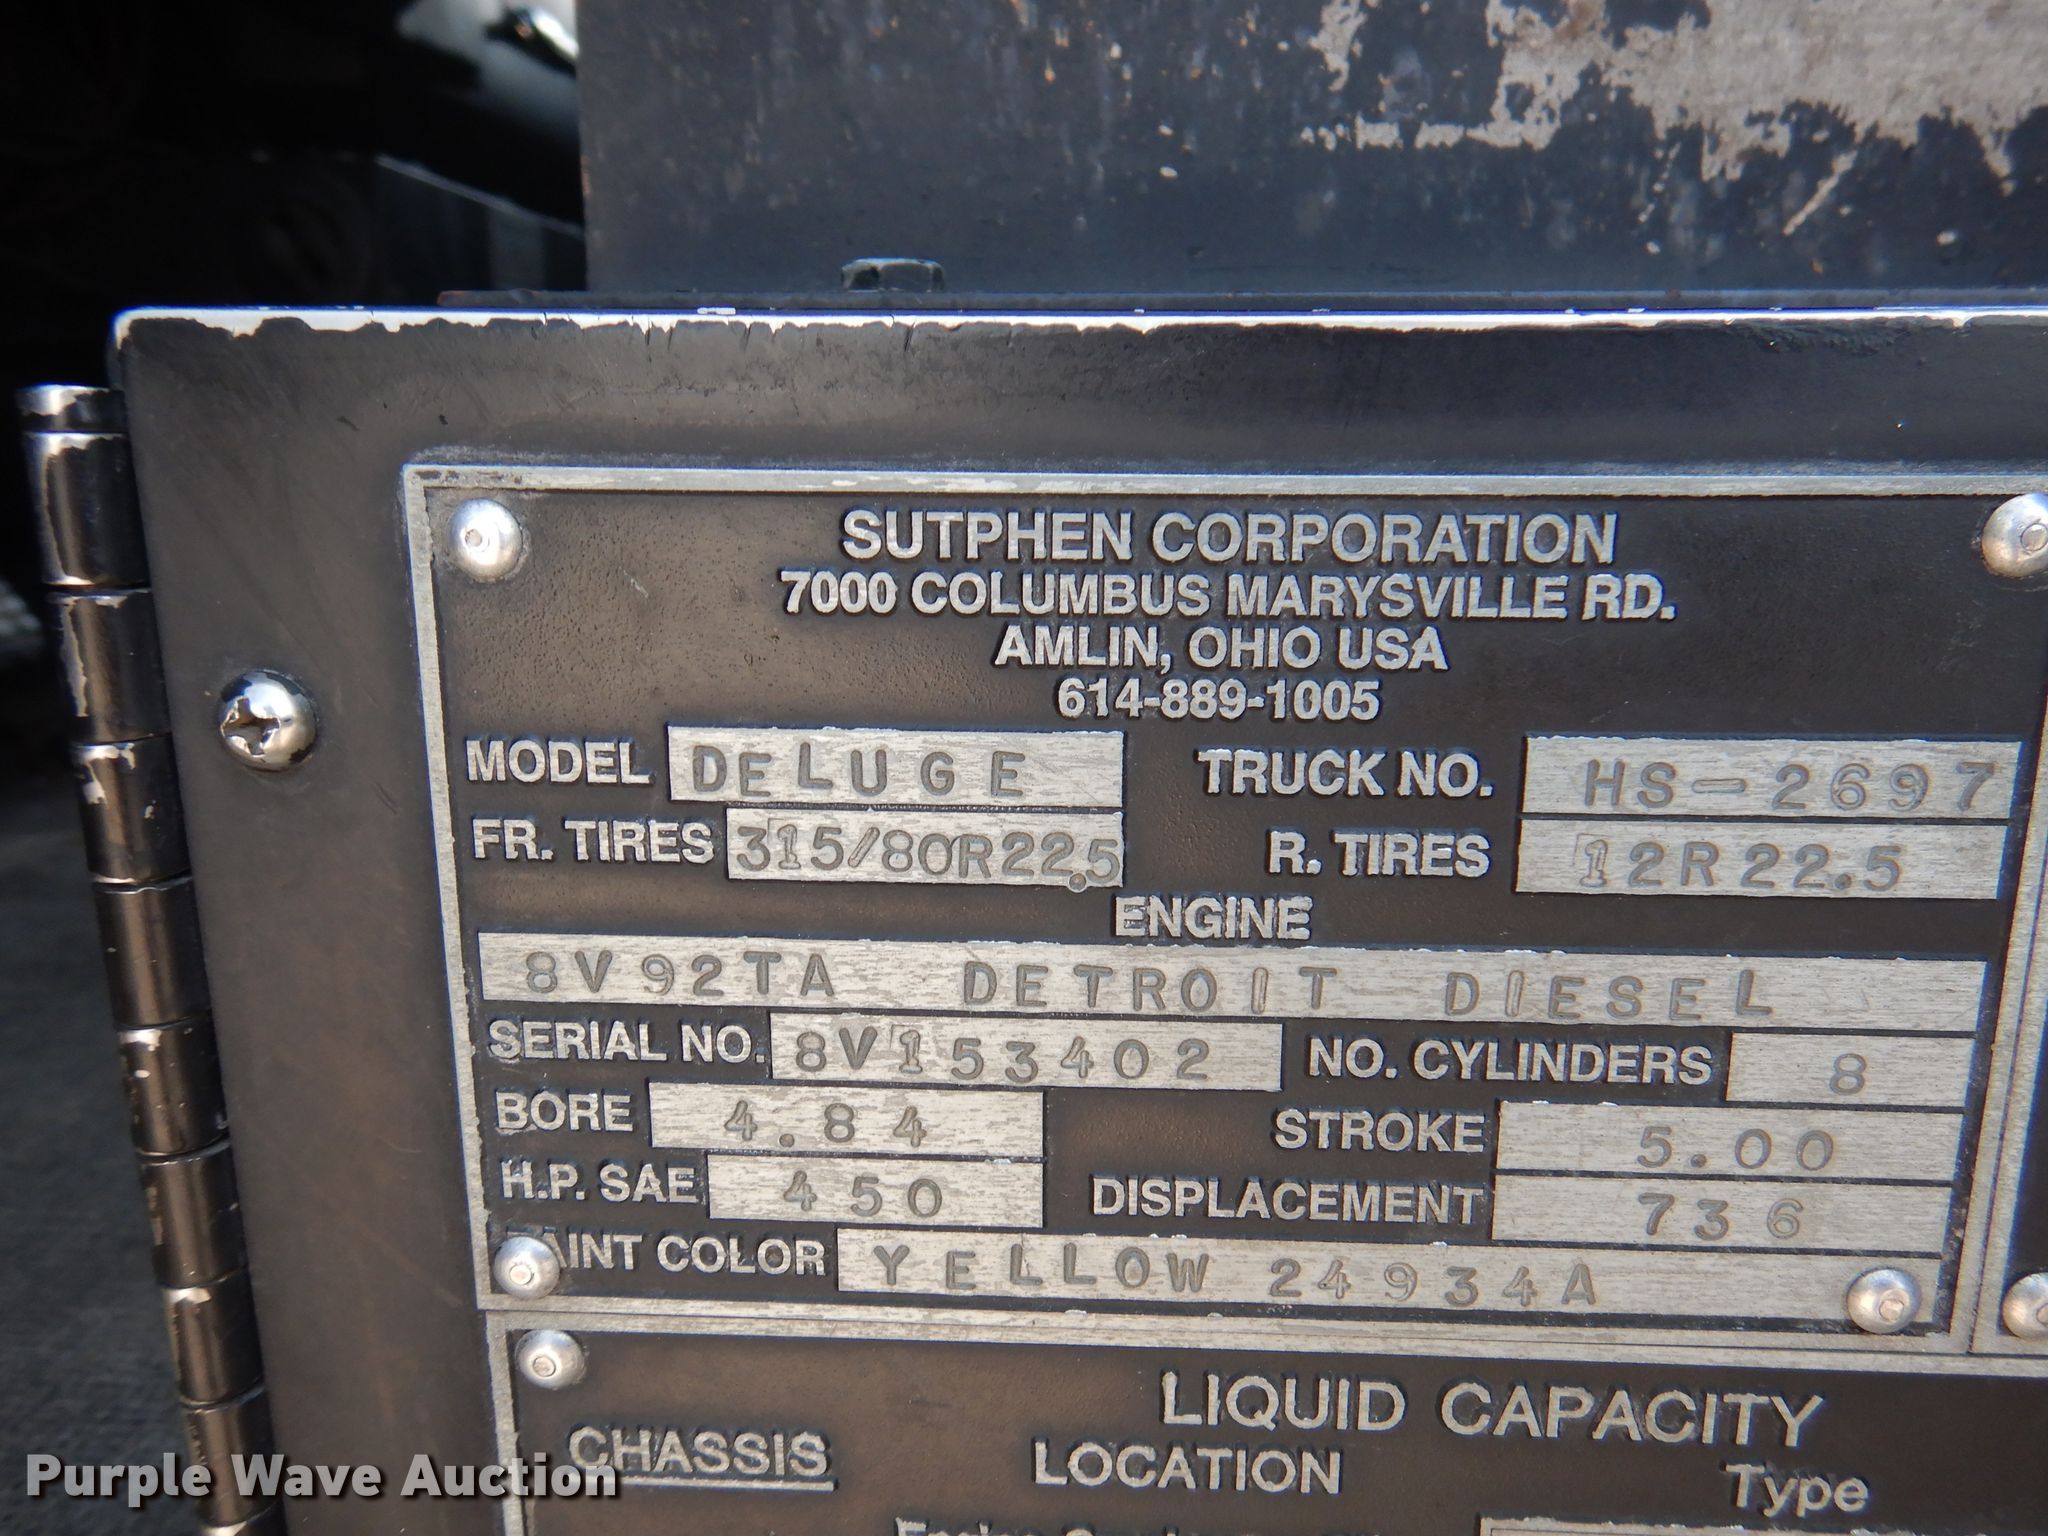 SUTPHEN CORPORATION
7000 COLUMBUS MARYSVILLE RD.
AMLIN, OHIO USA
614-889-1005
MODEL DELUGE TRUCK NO. HS-2697
FR. TIRES 315/80R22.5 R. TIRES 12R22.5
ENGINE
8V92TA DETROIT DIESEL
SERIAL NO. 8V153402 NO. CYLINDERS 8
BORE 4.84 STROKE 5.00
H.P. SAE 450 DISPLACEMENT 736
PAINT COLOR YELLOW 24934A
LIQUID CAPACITY
CHASSIS LOCATION Type
Purple Wave Auction